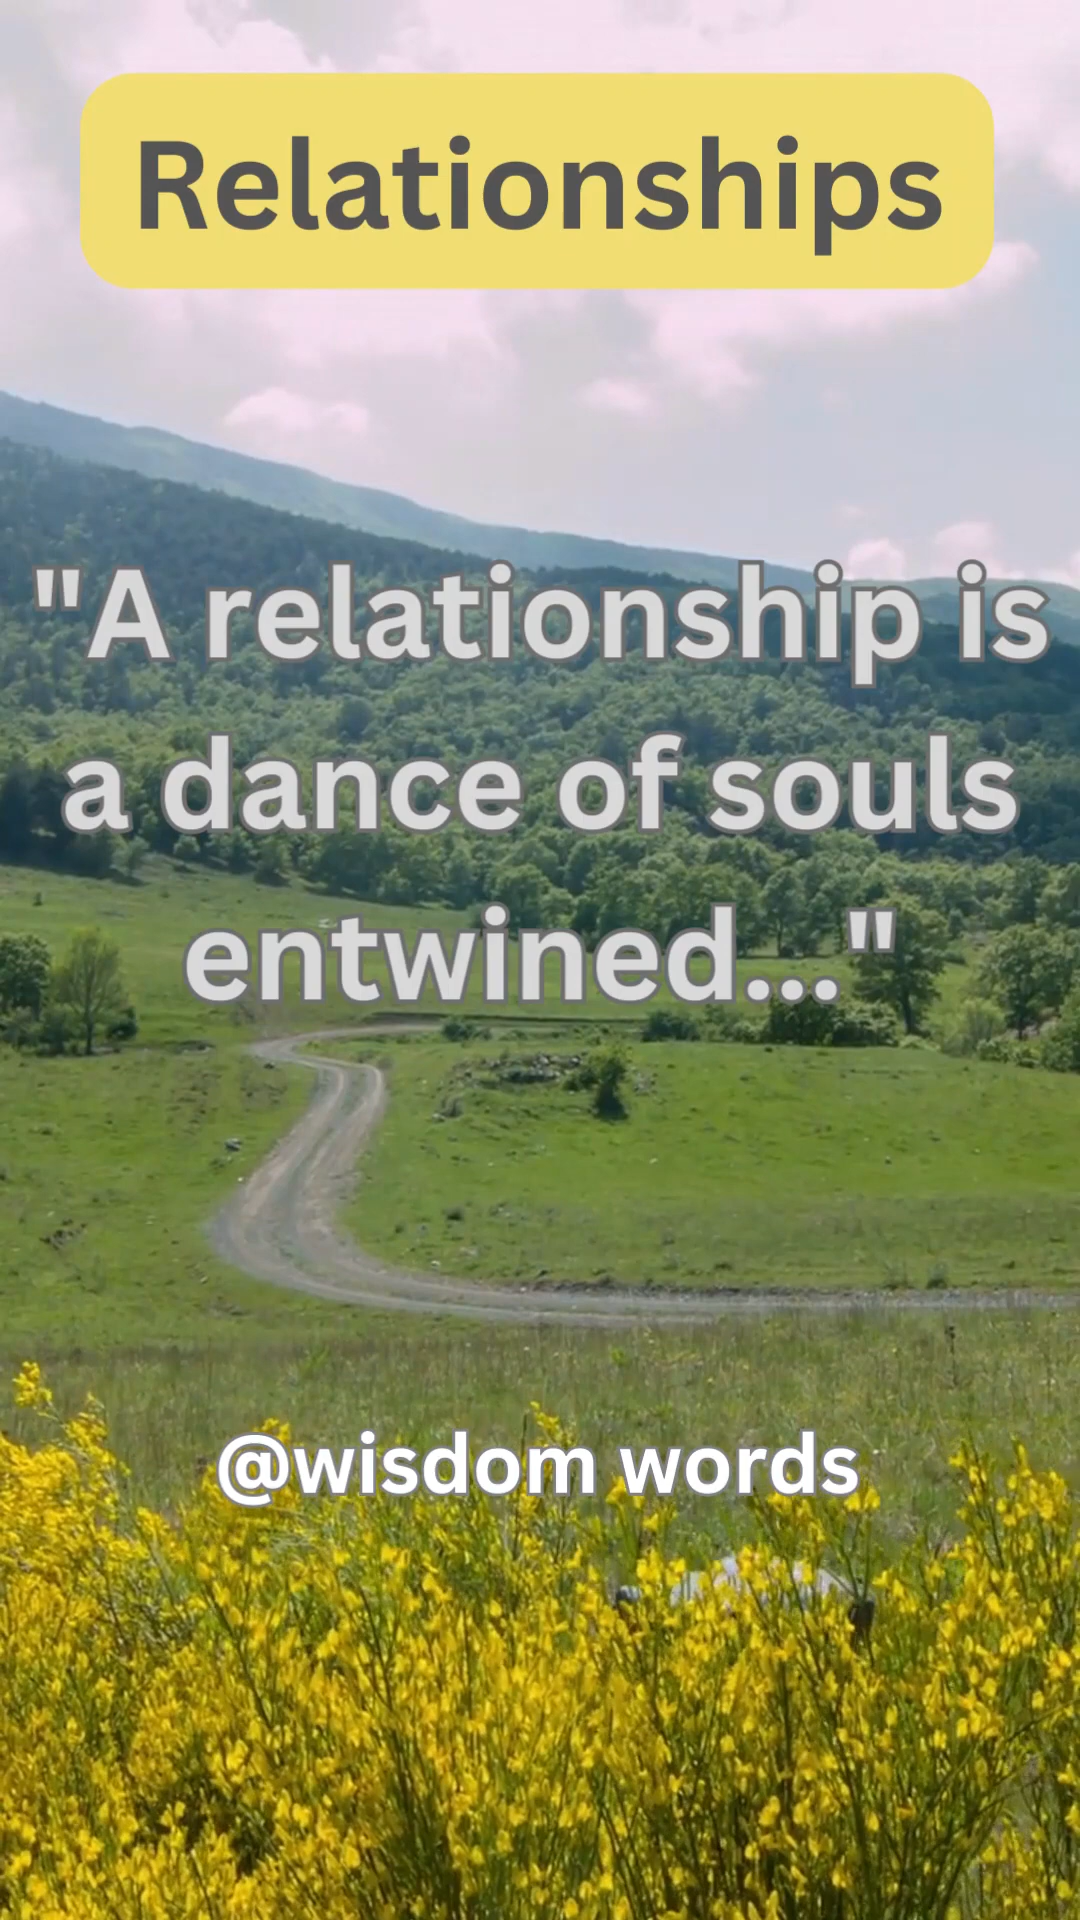 Relationships
"A relationship is
a dance of souls
entwined..."
@wisdom words